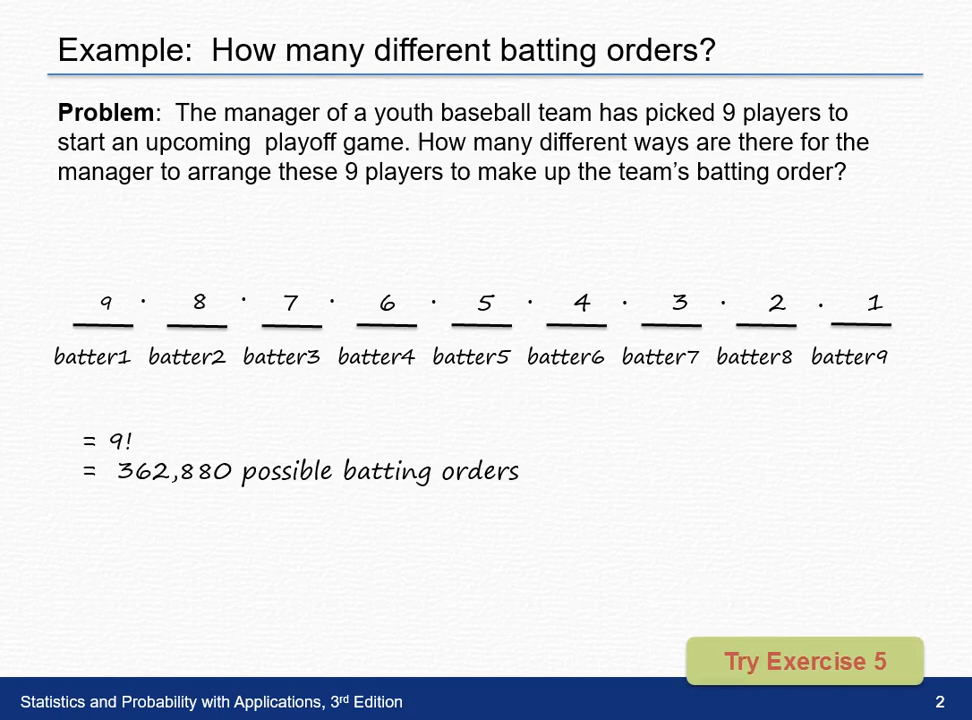 Example: How many different batting orders?
Problem: The manager of a youth baseball team has picked 9 players to
start an upcoming playoff game. How many different ways are there for the
manager to arrange these 9 players to make up the team's batting order?
9 · 8 · 7 · 6 · 5 · 4 · 3 · 2 · 1
batter1 batter2 batter3 batter4 batter5 batter6 batter7 batter8 batter9
= 9!
= 362,880 possible batting orders
Try Exercise 5
Statistics and Probability with Applications, 3rd Edition 2